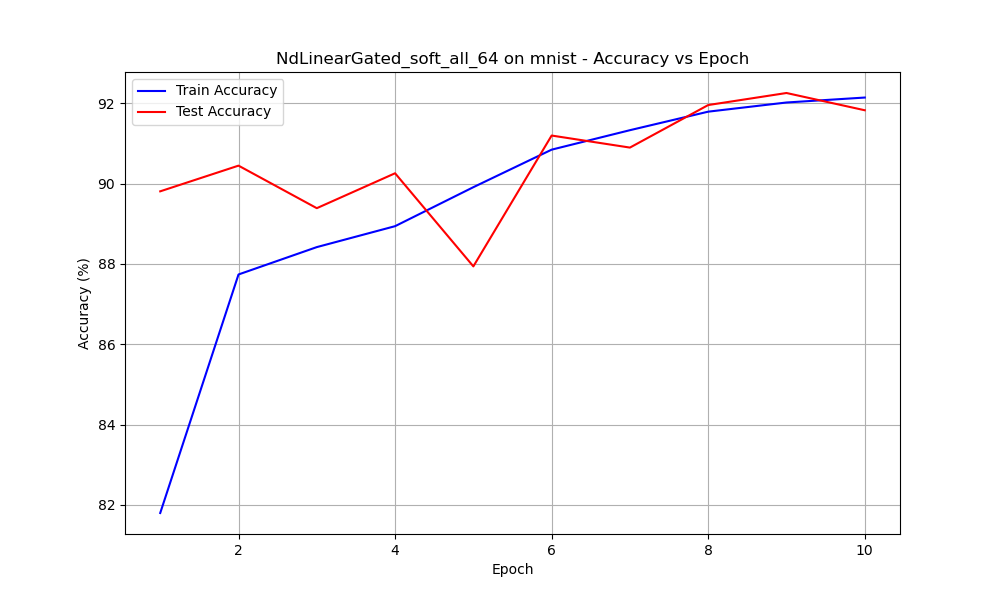 NdLinearGated_soft_all_64 on mnist - Accuracy vs Epoch
Train Accuracy
Test Accuracy
Accuracy (%)
92
90
88
86
84
82
2 4 6 8 10
Epoch